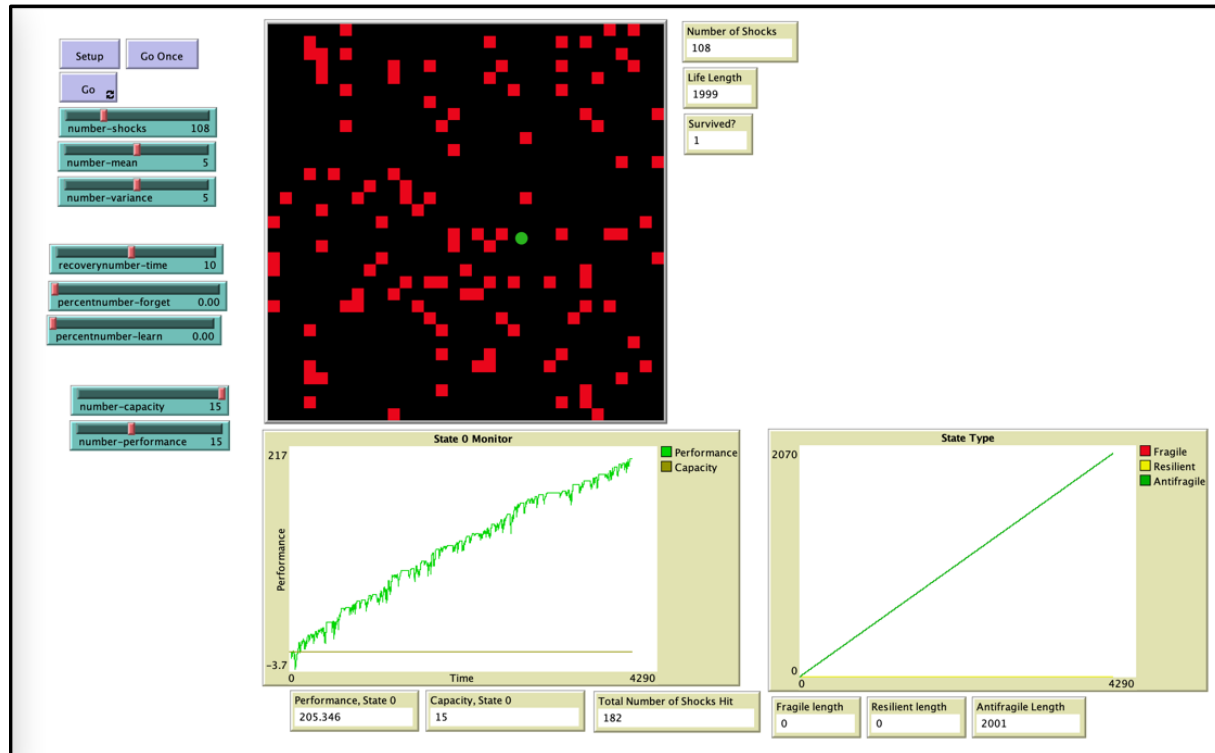 Setup
Go Once
Go
number-shocks 108
number-mean 5
number-variance 5
recoverynumber-time 10
percentnumber-forget 0.00
percentnumber-learn 0.00
number-capacity 15
number-performance 15
Number of Shocks
108
Life Length
1999
Survived?
1
State 0 Monitor
217
Performance
-3.7
0
Time
4290
Performance
Capacity
Performance, State 0
205.346
Capacity, State 0
15
Total Number of Shocks Hit
182
State Type
2070
0
0
4290
Fragile
Resilient
Antifragile
Fragile length
0
Resilient length
0
Antifragile Length
2001